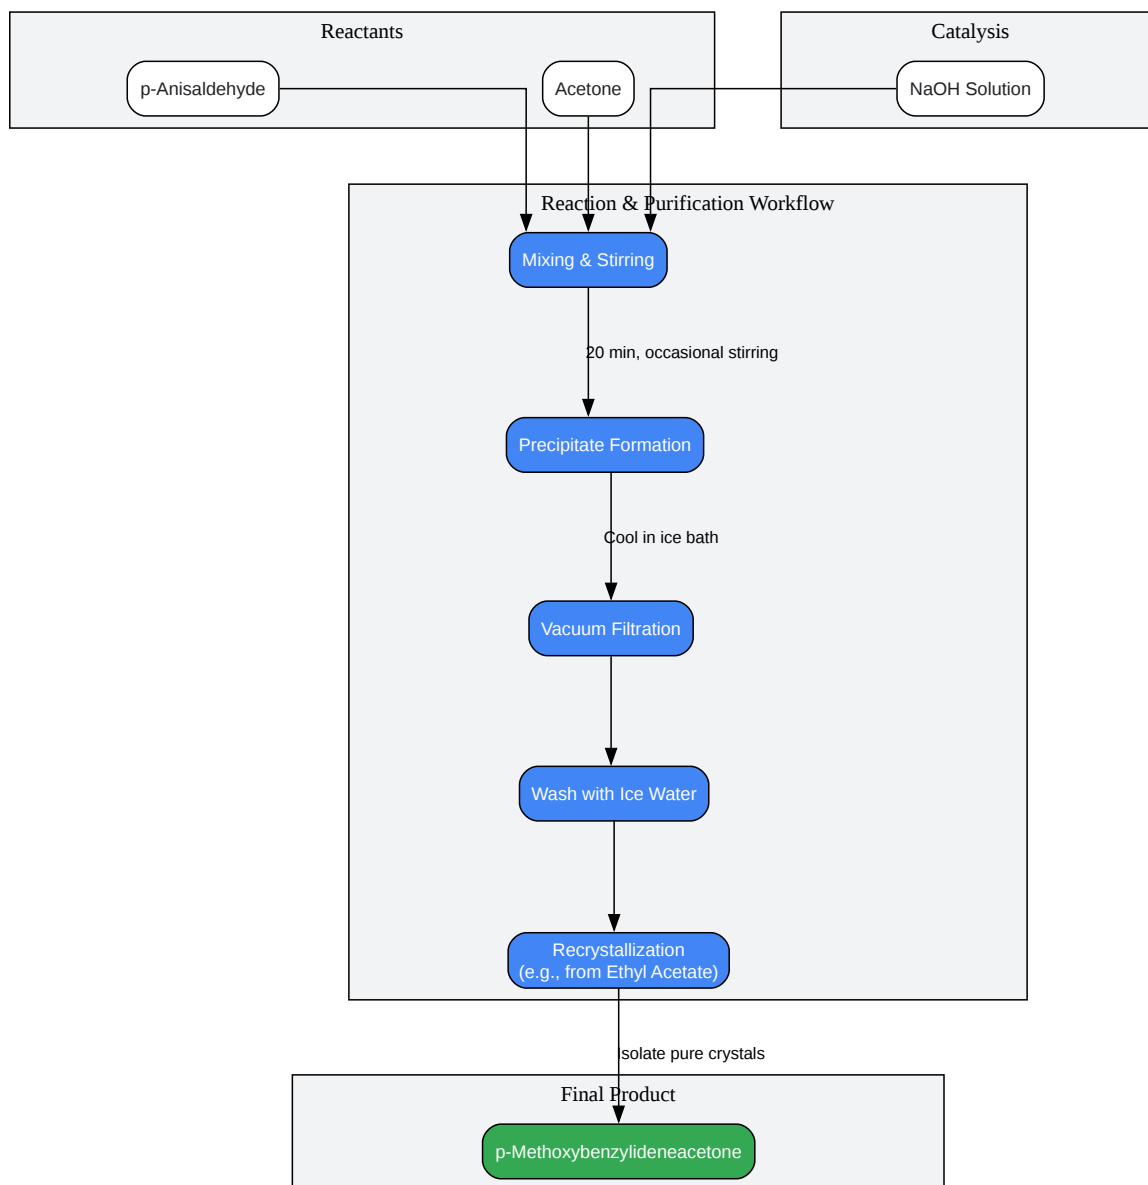 Reactants
Catalysis
p-Anisaldehyde
Acetone
NaOH Solution
Reaction & Purification Workflow
Mixing & Stirring
20 min, occasional stirring
Precipitate Formation
Cool in ice bath
Vacuum Filtration
Wash with Ice Water
Recrystallization
(e.g., from Ethyl Acetate)
Isolate pure crystals
Final Product
p-Methoxybenzylideneacetone